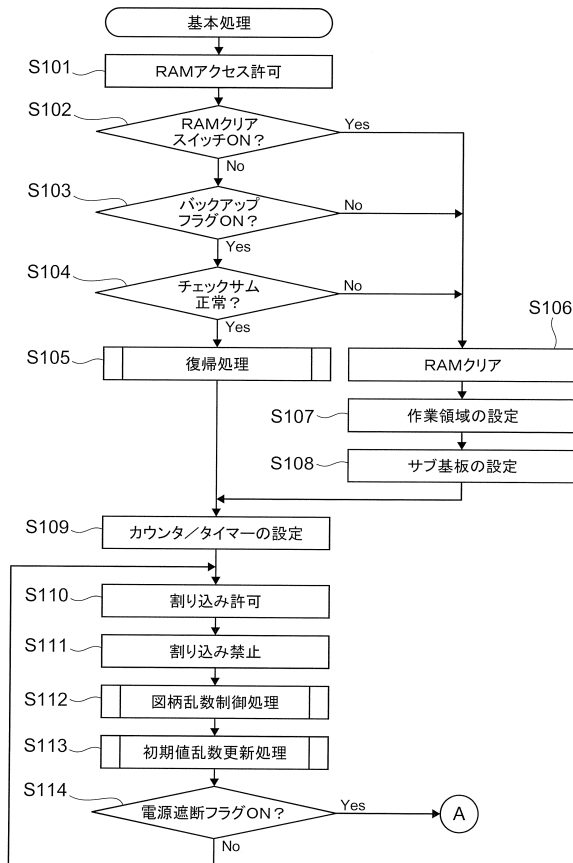 基本処理
S101
RAMアクセス許可
S102
RAMクリア
スイッチON？
Yes
No
S103
バックアップ
フラグON？
No
Yes
S104
チェックサム
正常？
No
Yes
S105
復帰処理
S106
RAMクリア
S107
作業領域の設定
S108
サブ基板の設定
S109
カウンタ／タイマーの設定
S110
割り込み許可
S111
割り込み禁止
S112
図柄乱数制御処理
S113
初期値乱数更新処理
S114
電源遮断フラグON？
Yes
A
No